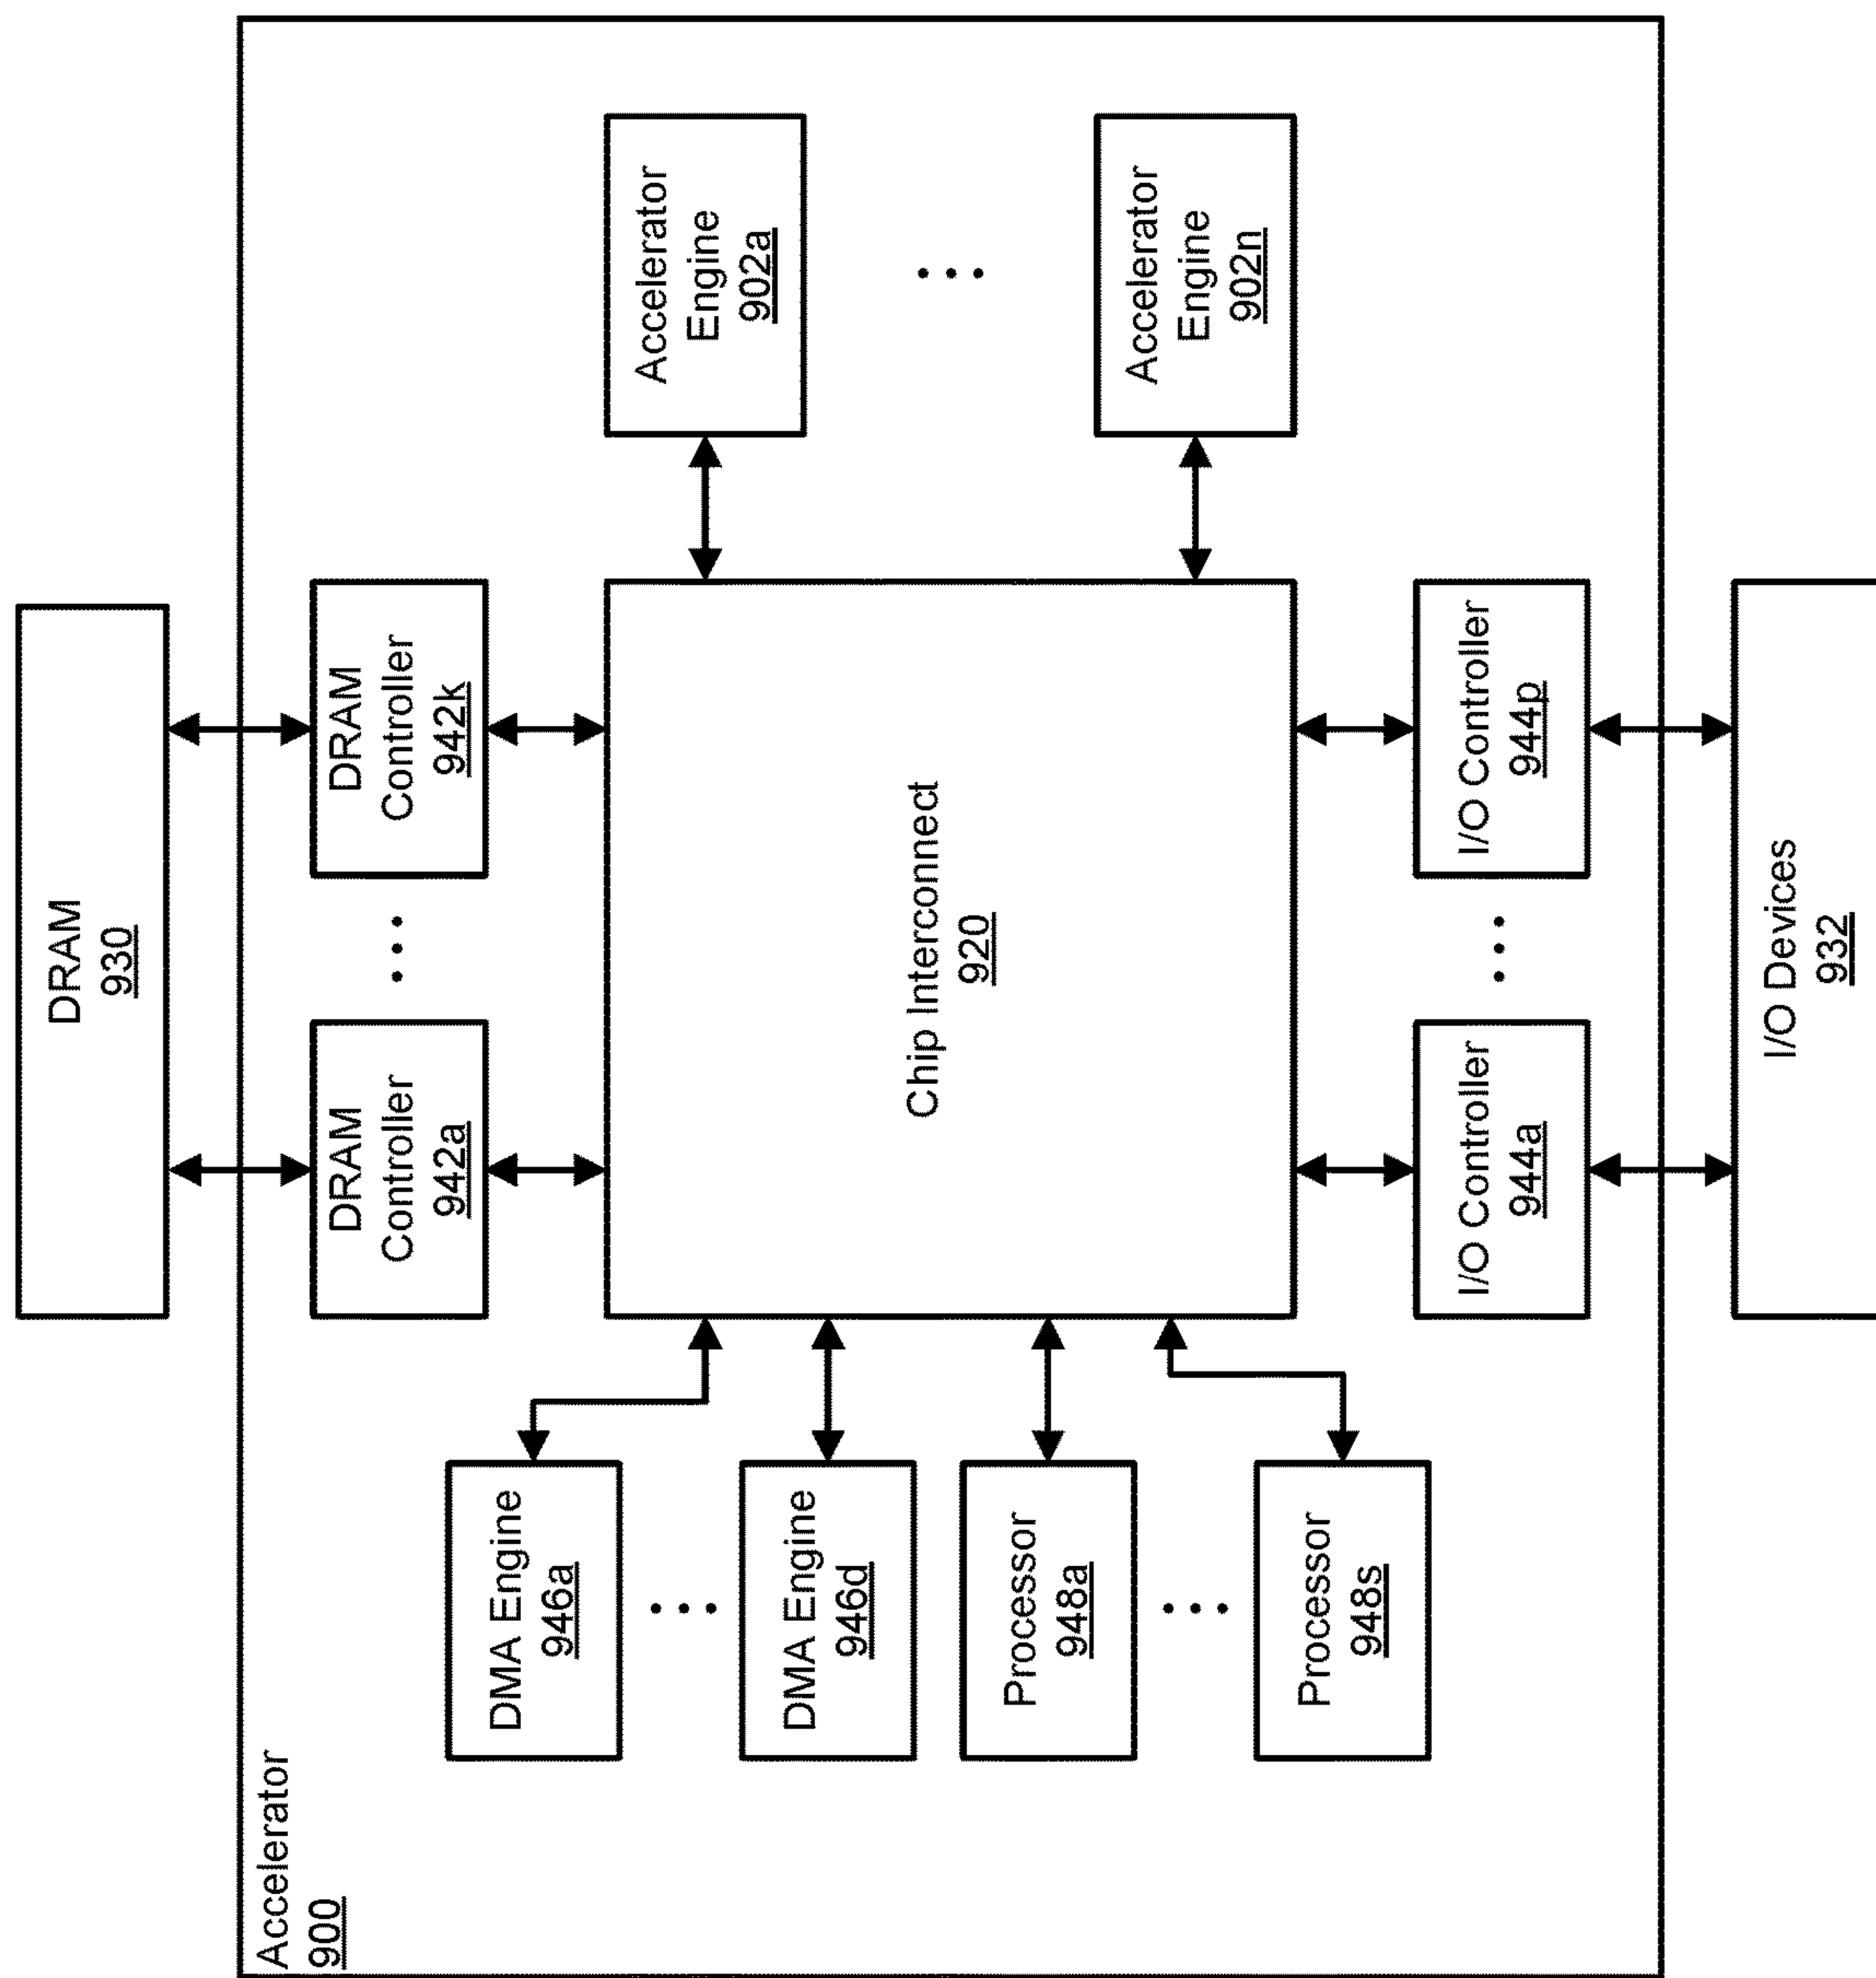 Accelerator
900
DRAM
930
DRAM
Controller
942a
...
DRAM
Controller
942k
DMA Engine
946a
...
DMA Engine
946d
Processor
948a
...
Processor
948s
Chip Interconnect
920
Accelerator
Engine
902a
...
Accelerator
Engine
902n
I/O Controller
944a
...
I/O Controller
944p
I/O Devices
932